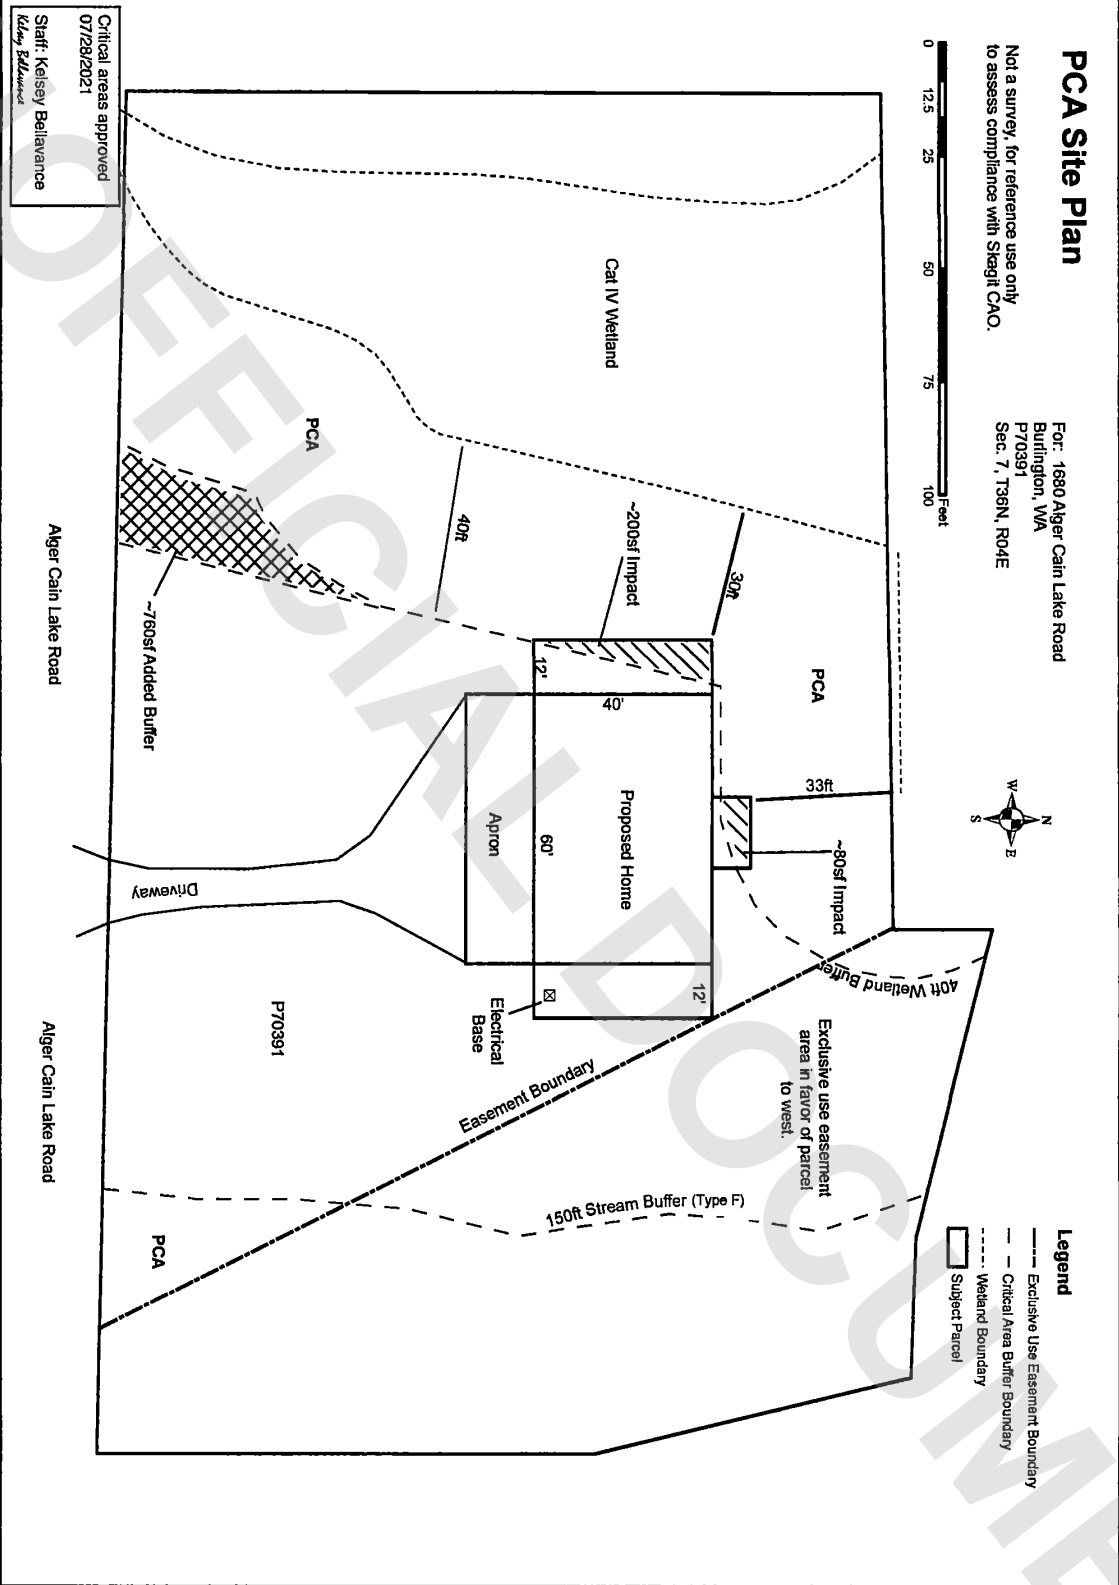 PCA Site Plan
Not a survey, for reference use only
to assess compliance with Skagit CAO.
0 12.5 25 50 75 100
Feet
For: 1680 Alger Cain Lake Road
Burlington, WA
P70391
Sec. 7, T36N, R04E
W N
S E
Legend
Exclusive Use Easement Boundary
Critical Area Buffer Boundary
Wetland Boundary
Subject Parcel
Cat IV Wetland
PCA
30ft
~200sf Impact
40ft
PCA
33ft
~80sf Impact
40ft Wetland Buffer
Exclusive use easement
area in favor of parcel
to west.
12'
40'
Proposed Home
60'
12'
Apron
Electrical
Base
Easement Boundary
150ft Stream Buffer (Type F)
PCA
~760sf Added Buffer
Driveway
P70391
PCA
Alger Cain Lake Road
Alger Cain Lake Road
Critical areas approved
07/28/2021
Staff: Kelsey Bellavance
Kelsey Bellavance
OFFICIAL DOCUME